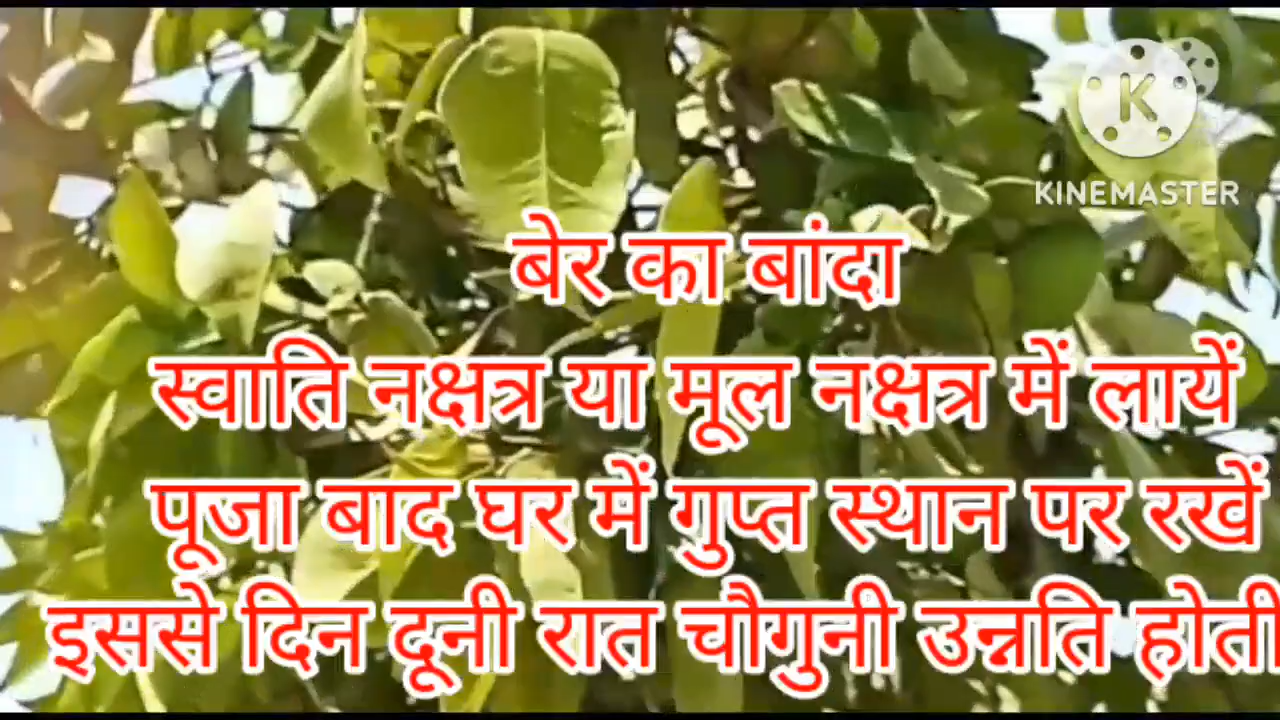 KINEMASTER
बेर का बांदा
स्वाति नक्षत्र या मूल नक्षत्र में लायें
पूजा बाद घर में गुप्त स्थान पर रखें
इससे दिन दूनी रात चौगुनी उन्नति होती